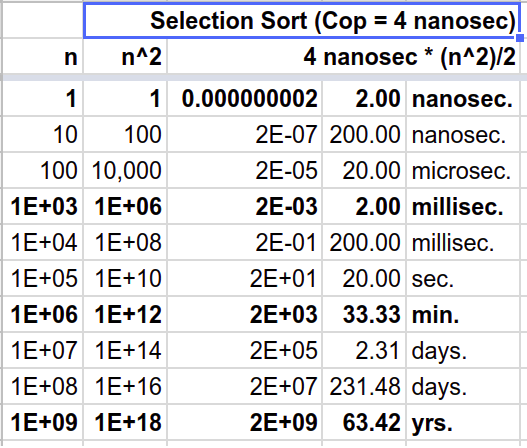 Selection Sort (Cop = 4 nanosec)
n n^2 4 nanosec * (n^2)/2
1 1 0.000000002 2.00 nanosec.
10 100 2E-07 200.00 nanosec.
100 10,000 2E-05 20.00 microsec.
1E+03 1E+06 2E-03 2.00 millisec.
1E+04 1E+08 2E-01 200.00 millisec.
1E+05 1E+10 2E+01 20.00 sec.
1E+06 1E+12 2E+03 33.33 min.
1E+07 1E+14 2E+05 2.31 days.
1E+08 1E+16 2E+07 231.48 days.
1E+09 1E+18 2E+09 63.42 yrs.